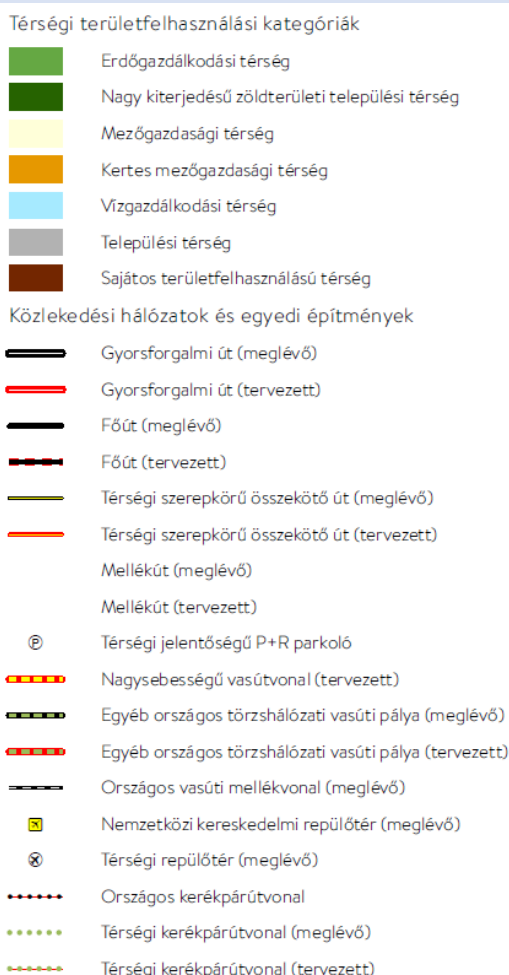 Térségi területfelhasználási kategóriák
Erdőgazdálkodási térség
Nagy kiterjedésű zöldterületi települési térség
Mezőgazdasági térség
Kertes mezőgazdasági térség
Vízgazdálkodási térség
Települési térség
Sajátos területfelhasználású térség
Közlekedési hálózatok és egyedi építmények
Gyorsforgalmi út (meglévő)
Gyorsforgalmi út (tervezett)
Főút (meglévő)
Főút (tervezett)
Térségi szerepkörű összekötő út (meglévő)
Térségi szerepkörű összekötő út (tervezett)
Mellékút (meglévő)
Mellékút (tervezett)
P Térségi jelentőségű P+R parkoló
Nagysebességű vasútvonal (tervezett)
Egyéb országos törzshálózati vasúti pálya (meglévő)
Egyéb országos törzshálózati vasúti pálya (tervezett)
Országos vasúti mellékvonal (meglévő)
Nemzetközi kereskedelmi repülőtér (meglévő)
Térségi repülőtér (meglévő)
Országos kerékpárútvonal
Térségi kerékpárútvonal (meglévő)
Térségi kerékpárútvonal (tervezett)